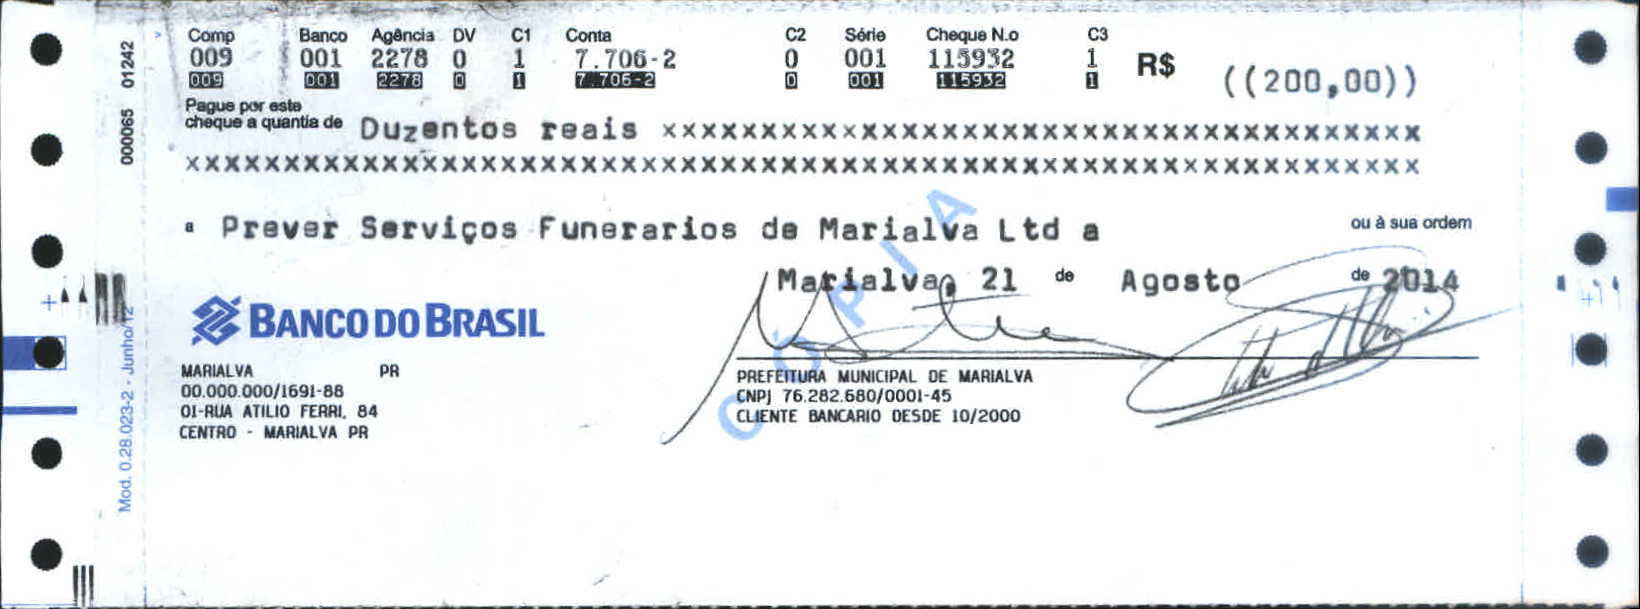 Comp Banco Agência DV C1 Conta C2 Série Cheque N.o C3
009 001 2278 0 1 7.706-2 0 001 115932 1 R$ ((200,00))
009 001 2278 0 1 7.706-2 0 001 115932 1
Pague por este
cheque a quantia de Duzentos reais xxxxxxxxxxxxxxxxxxxxxxxxxxxxxxxxxxxxxx
xxxxxxxxxxxxxxxxxxxxxxxxxxxxxxxxxxxxxxxxxxxxxxxxxxxxxxxxxxxxxx
a Prever Serviços Funerarios de Marialva Ltd a ou à sua ordem
Marialva, 21 de Agosto de 2014
BANCO DO BRASIL
MARIALVA PR
00.000.000/1691-88
01-RUA ATILIO FERRI, 84
CENTRO - MARIALVA PR
PREFEITURA MUNICIPAL DE MARIALVA
CNPJ 76.282.680/0001-45
CLIENTE BANCARIO DESDE 10/2000
CÓPIA
000065 01242
Mod. 0.28.023-2 - Junho/12